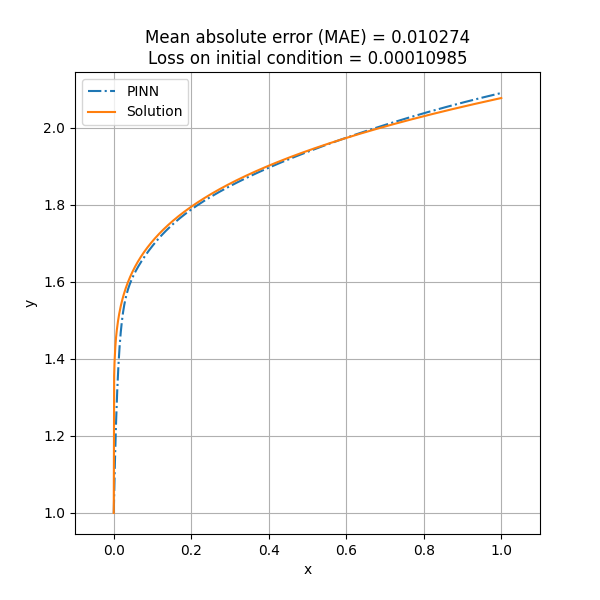 Mean absolute error (MAE) = 0.010274
Loss on initial condition = 0.00010985
PINN
Solution
2.0
1.8
1.6
1.4
1.2
1.0
y
0.0 0.2 0.4 0.6 0.8 1.0
x